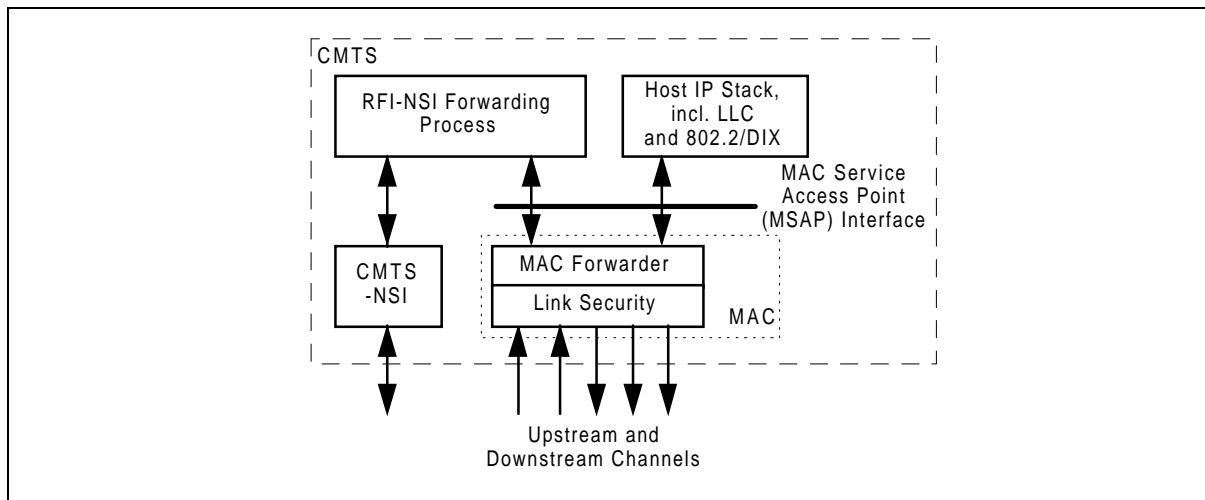 CMTS
RFI-NSI Forwarding
Process
Host IP Stack,
incl. LLC
and 802.2/DIX
MAC Service
Access Point
(MSAP) Interface
CMTS
-NSI
MAC Forwarder
Link Security
MAC
Upstream and
Downstream Channels